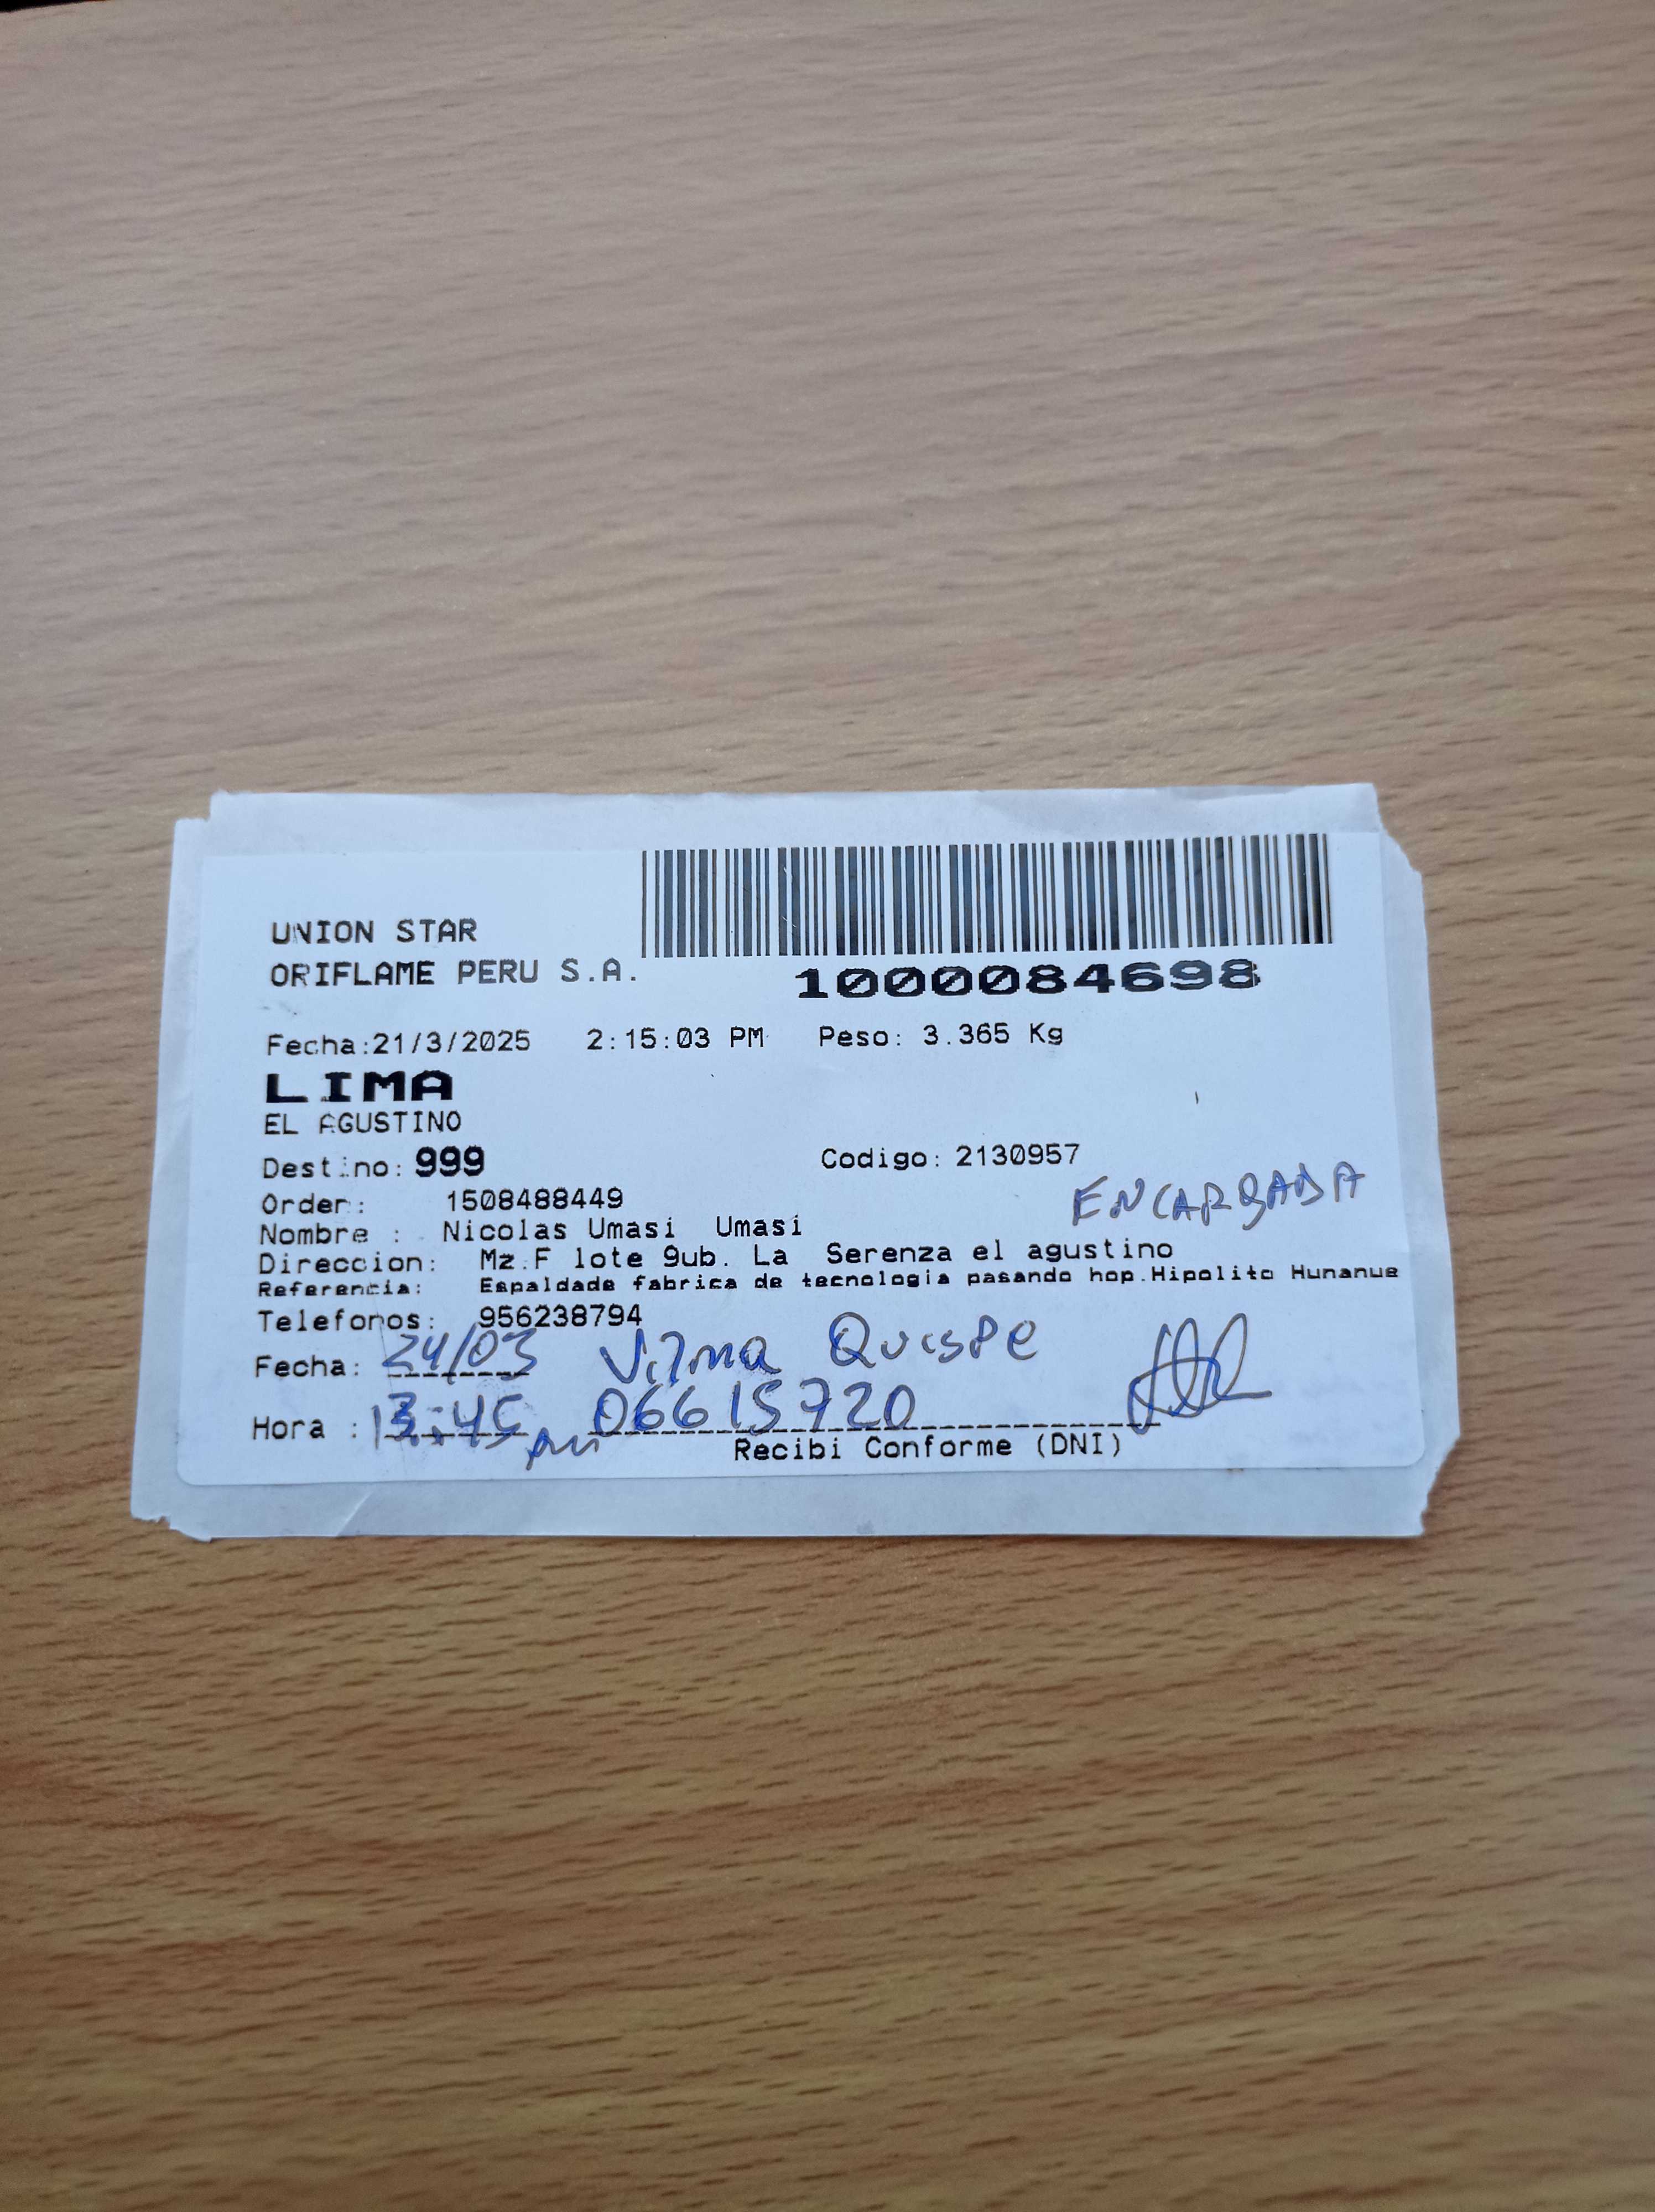 UNION STAR
ORIFLAME PERU S.A.
1000084698
Fecha:21/3/2025 2:15:03 PM Peso: 3.365 Kg
LIMA
EL AGUSTINO
Destino: 999 Codigo: 2130957
ENCARGADA
Order: 1508488449
Nombre : Nicolas Umasi Umasi
Direccion: Mz.F lote 9ub. La Serenza el agustino
Referencia: Espaldade fabrica de tecnologia pasando hop.Hipolito Hunanue
Telefonos: 956238794
Fecha: 24/03 Vilma Quispe
Hora : 13:45 pm 06615720
Recibi Conforme (DNI)